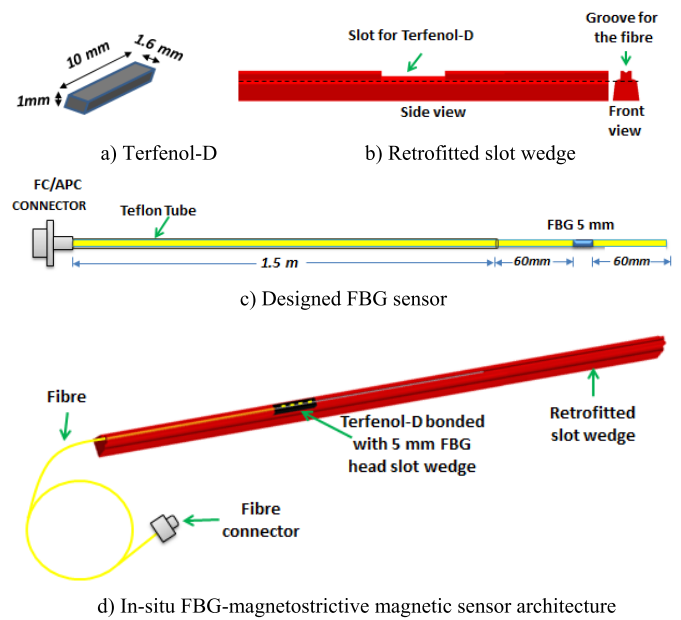 10 mm
1.6 mm
1mm
a) Terfenol-D
Slot for Terfenol-D
Groove for
the fibre
Side view
Front
view
b) Retrofitted slot wedge
FC/APC
CONNECTOR
Teflon Tube
FBG 5 mm
1.5 m
60mm
60mm
c) Designed FBG sensor
Fibre
Terfenol-D bonded
with 5 mm FBG
head slot wedge
Retrofitted
slot wedge
Fibre
connector
d) In-situ FBG-magnetostrictive magnetic sensor architecture